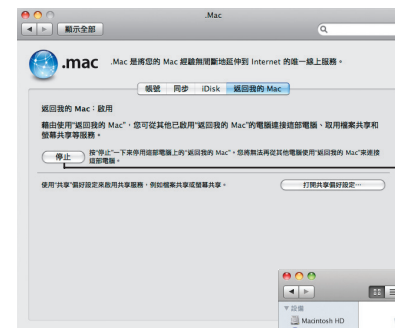 .Mac
顯示全部
.mac
.Mac 是將您的 Mac 經驗無間斷地延伸到 Internet 的唯一線上服務。
帳號 同步 iDisk 返回我的 Mac
返回我的 Mac：啟用
藉由使用“返回我的 Mac”，您可從其他已啟用“返回我的 Mac”的電腦連接這部電腦、取用檔案共享和
螢幕共享等服務。
停止
按“停止”一下來停用這部電腦上的“返回我的 Mac”。您將無法再從其他電腦使用“返回我的 Mac”來連接
這部電腦。
使用“共享”偏好設定來啟用共享服務，例如檔案共享或螢幕共享。
打開共享偏好設定⋯
▼ 設備
Macintosh HD